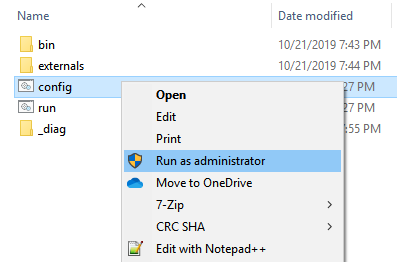 Name Date modified
bin 10/21/2019 7:43 PM
externals 10/21/2019 7:44 PM
config :27 PM
run :27 PM
_diag :55 PM
Open
Edit
Print
Run as administrator
Move to OneDrive
7-Zip
CRC SHA
Edit with Notepad++